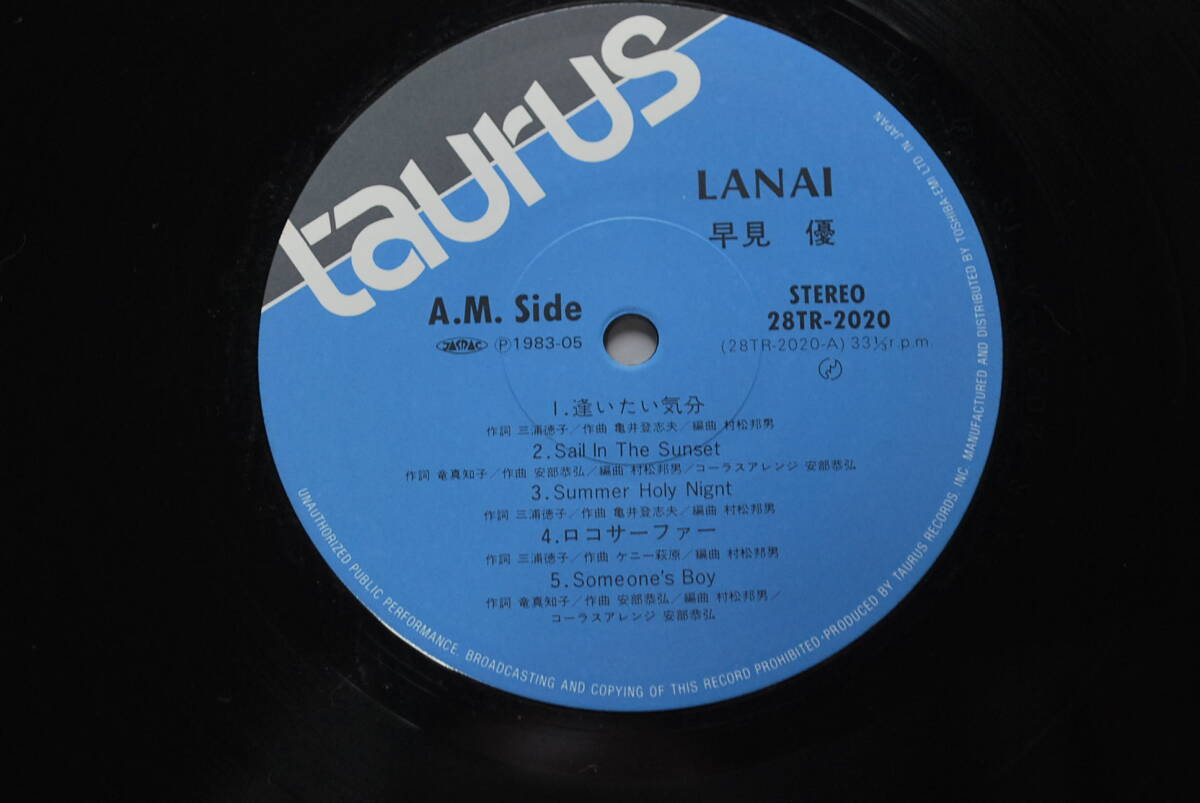 taurus
LANAI
早見 優
A.M. Side
STEREO
28TR-2020
JASRAC Ⓟ1983-05
(28TR-2020-A) 33⅓r.p.m.
1.逢いたい気分
作詞 三浦徳子/作曲 亀井登志夫/編曲 村松邦男
2.Sail In The Sunset
作詞 竜真知子/作曲 安部恭弘/編曲 村松邦男/コーラスアレンジ 安部恭弘
3.Summer Holy Nignt
作詞 三浦徳子/作曲 亀井登志夫/編曲 村松邦男
4.ロコサーファー
作詞 三浦徳子/作曲 ケニー萩原/編曲 村松邦男
5.Someone's Boy
作詞 竜真知子/作曲 安部恭弘/編曲 村松邦男/
コーラスアレンジ 安部恭弘
UNAUTHORIZED PUBLIC PERFORMANCE. BROADCASTING AND COPYING OF THIS RECORD PROHIBITED·PRODUCED BY TAURUS RECORDS, INC. MANUFACTURED AND DISTRIBUTED BY TOSHIBA-EMI LTD IN JAPAN